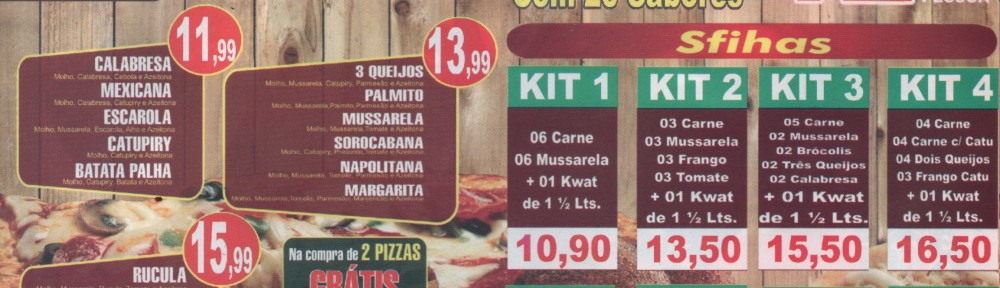 11,99
CALABRESA
Molho, Calabresa, Cebola e Azeitona
MEXICANA
Molho, Calabresa, Catupiry e Azeitona
ESCAROLA
Molho, Mussarela, Escarola, Alho e Azeitona
CATUPIRY
Molho, Catupiry e Azeitona
BATATA PALHA
Molho, Catupiry, Batata e Azeitona
13,99
3 QUEIJOS
Molho, Mussarela, Catupiry, Parmesão e Azeitona
PALMITO
Molho, Mussarela,Palmito,Parmesão e Azeitona
MUSSARELA
Molho, Mussarela,Tomate e Azeitona
SOROCABANA
Molho, Calabresa, Tomate e Azeitona
NAPOLITANA
Molho, Mussarela, Tomate, Parmesão e Azeitona
MARGARITA
Molho, Mussarela,Tomate, Parmesão, Manjericão e Azeitona
15,99
RUCULA
Na compra de 2 PIZZAS
GRÁTIS
Com 20 Sabores
Sfihas
KIT 1
06 Carne
06 Mussarela
+ 01 Kwat
de 1 ½ Lts.
10,90
KIT 2
03 Carne
03 Mussarela
03 Frango
03 Tomate
+ 01 Kwat
de 1 ½ Lts.
13,50
KIT 3
05 Carne
02 Mussarela
02 Brócolis
02 Três Queijos
02 Calabresa
+ 01 Kwat
de 1 ½ Lts.
15,50
KIT 4
04 Carne
04 Carne c/ Catu
04 Dois Queijos
03 Frango Catu
+ 01 Kwat
de 1 ½ Lts.
16,50